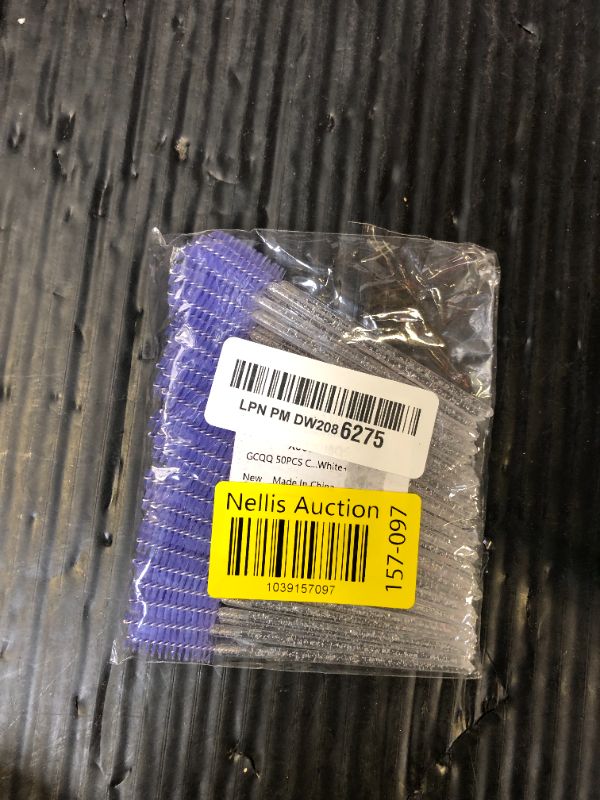 LPN PM DW208 6275
GCQQ 50PCS C...White+
New Made In China
Nellis Auction
1039157097
157-097